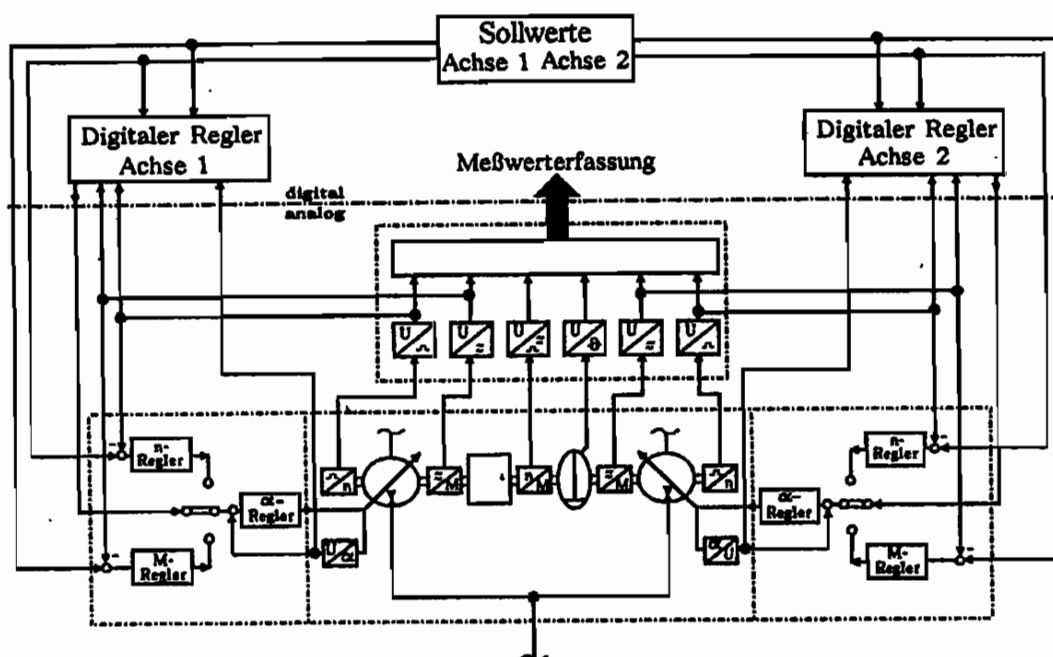 Sollwerte
Achse 1 Achse 2
Digitaler Regler
Achse 1
Digitaler Regler
Achse 2
Meßwerterfassung
digital
analog
U
U
U
U
U
U
ϑ
n-
Regler
n-
Regler
n
M
n
M
M
n
α-
Regler
α-
Regler
U
α
α
U
M-
Regler
M-
Regler